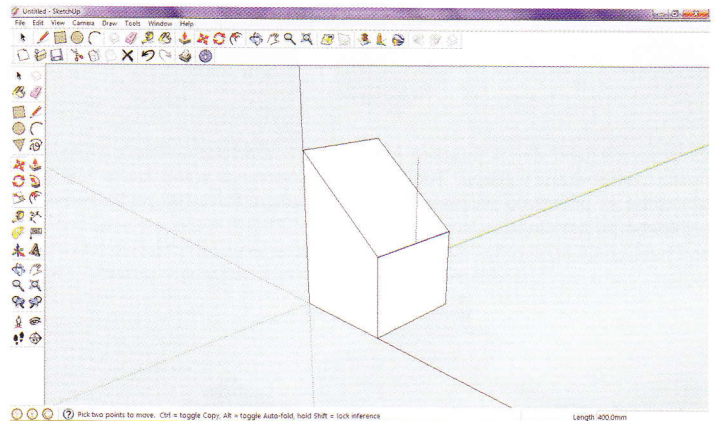 Untitled - SketchUp
File Edit View Camera Draw Tools Window Help
Pick two points to move. Ctrl = toggle Copy, Alt = toggle Auto-fold, hold Shift = lock inference
Length 400.0mm